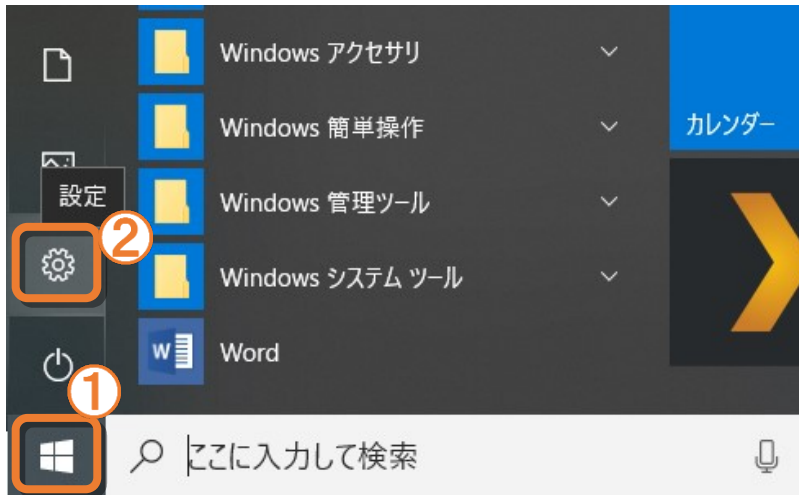 Windows アクセサリ
Windows 簡単操作
カレンダー
設定
Windows 管理ツール
②
Windows システム ツール
W
Word
①
ここに入力して検索